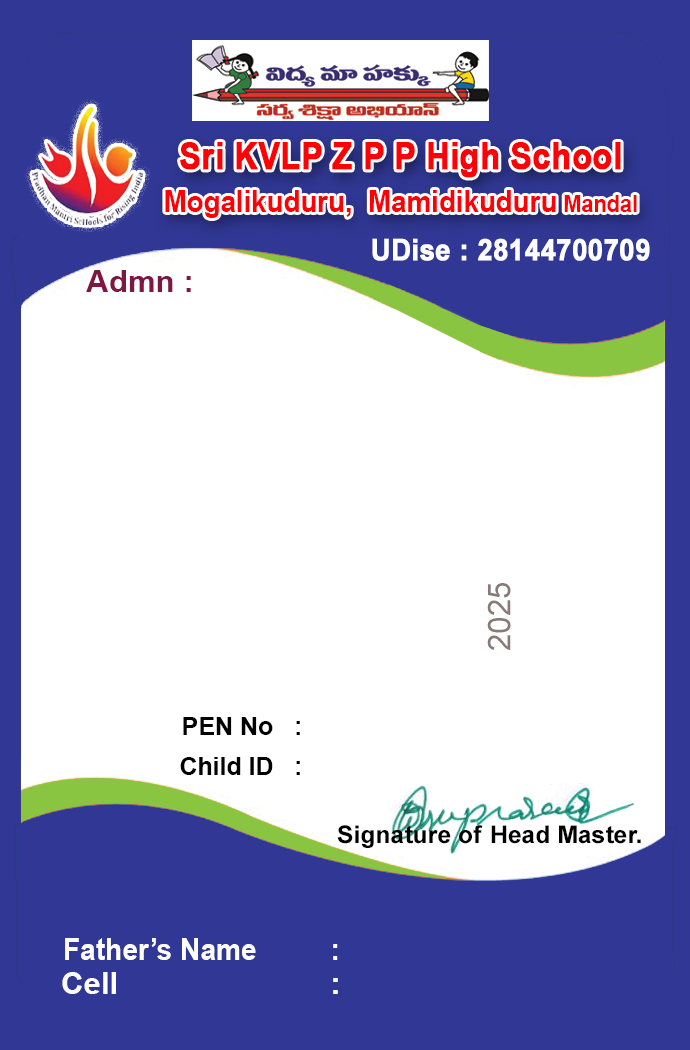 విద్య మా హక్కు
సర్వ శిక్షా అభియాన్
Sri KVLP Z P P High School
Pradhan Mantri Schools for Rising India
Mogalikuduru, Mamidikuduru Mandal
UDise : 28144700709
Admn :
2025
PEN No :
Child ID :
Signature of Head Master.
Father’s Name :
Cell :